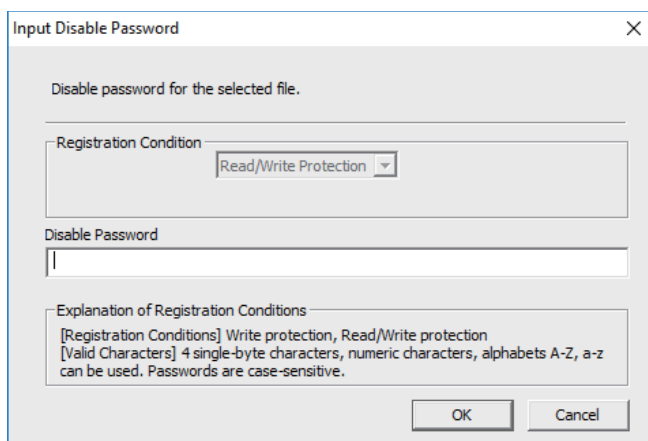 Input Disable Password
Disable password for the selected file.
Registration Condition
Read/Write Protection
Disable Password
Explanation of Registration Conditions
[Registration Conditions] Write protection, Read/Write protection
[Valid Characters] 4 single-byte characters, numeric characters, alphabets A-Z, a-z
can be used. Passwords are case-sensitive.
OK Cancel